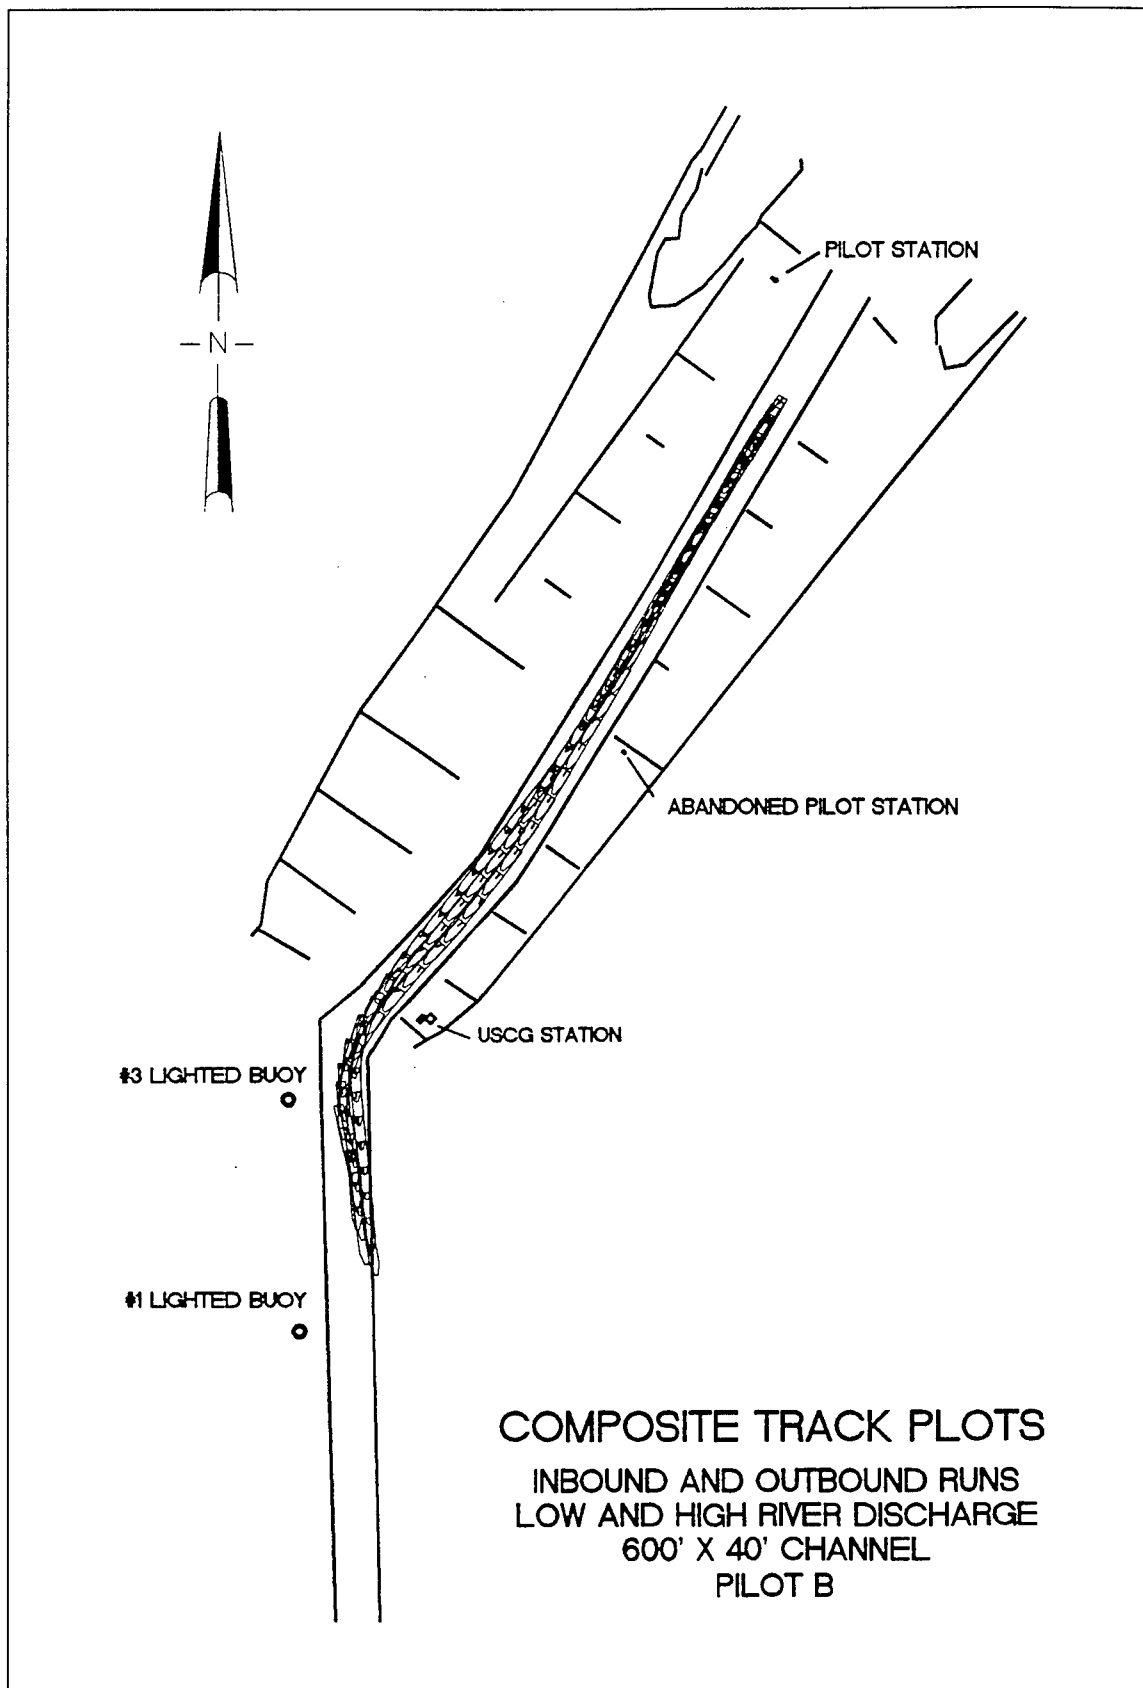 PILOT STATION
- N -
ABANDONED PILOT STATION
USCG STATION
#3 LIGHTED BUOY
#1 LIGHTED BUOY
COMPOSITE TRACK PLOTS
INBOUND AND OUTBOUND RUNS
LOW AND HIGH RIVER DISCHARGE
600' X 40' CHANNEL
PILOT B